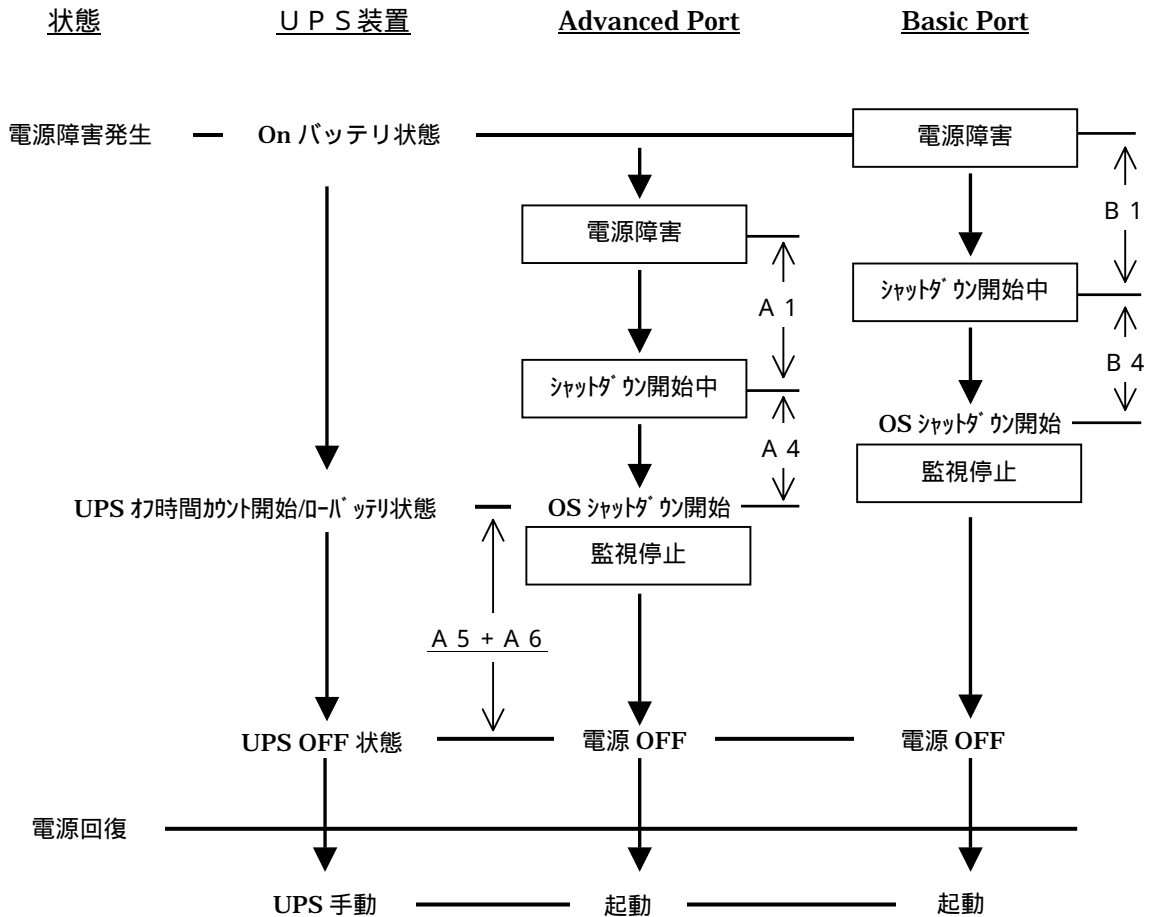 状態 ＵＰＳ装置 Advanced Port Basic Port
電源障害発生 On バッテリ状態 電源障害
Ｂ１
電源障害
ｼｬｯﾄﾀﾞｳﾝ開始中
Ａ１
Ｂ４
ｼｬｯﾄﾀﾞｳﾝ開始中
OS ｼｬｯﾄﾀﾞｳﾝ開始
Ａ４
監視停止
UPS ｵﾌ時間ｶｳﾝﾄ開始/ﾛｰﾊﾞｯﾃﾘ状態 OS ｼｬｯﾄﾀﾞｳﾝ開始
監視停止
Ａ５+Ａ６
UPS OFF 状態 電源 OFF 電源 OFF
電源回復
UPS 手動 起動 起動